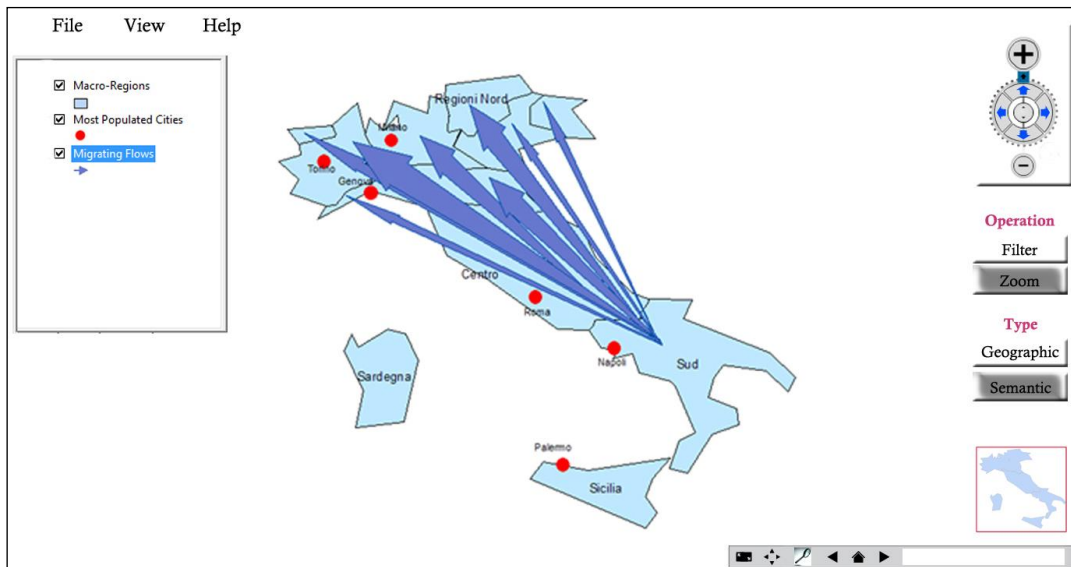 File View Help
Macro-Regions
Most Populated Cities
Migrating Flows
Regioni Nord
Milano
Torino
Genova
Centro
Roma
Napoli
Sud
Sardegna
Palermo
Sicilia
Operation
Filter
Zoom
Type
Geographic
Semantic